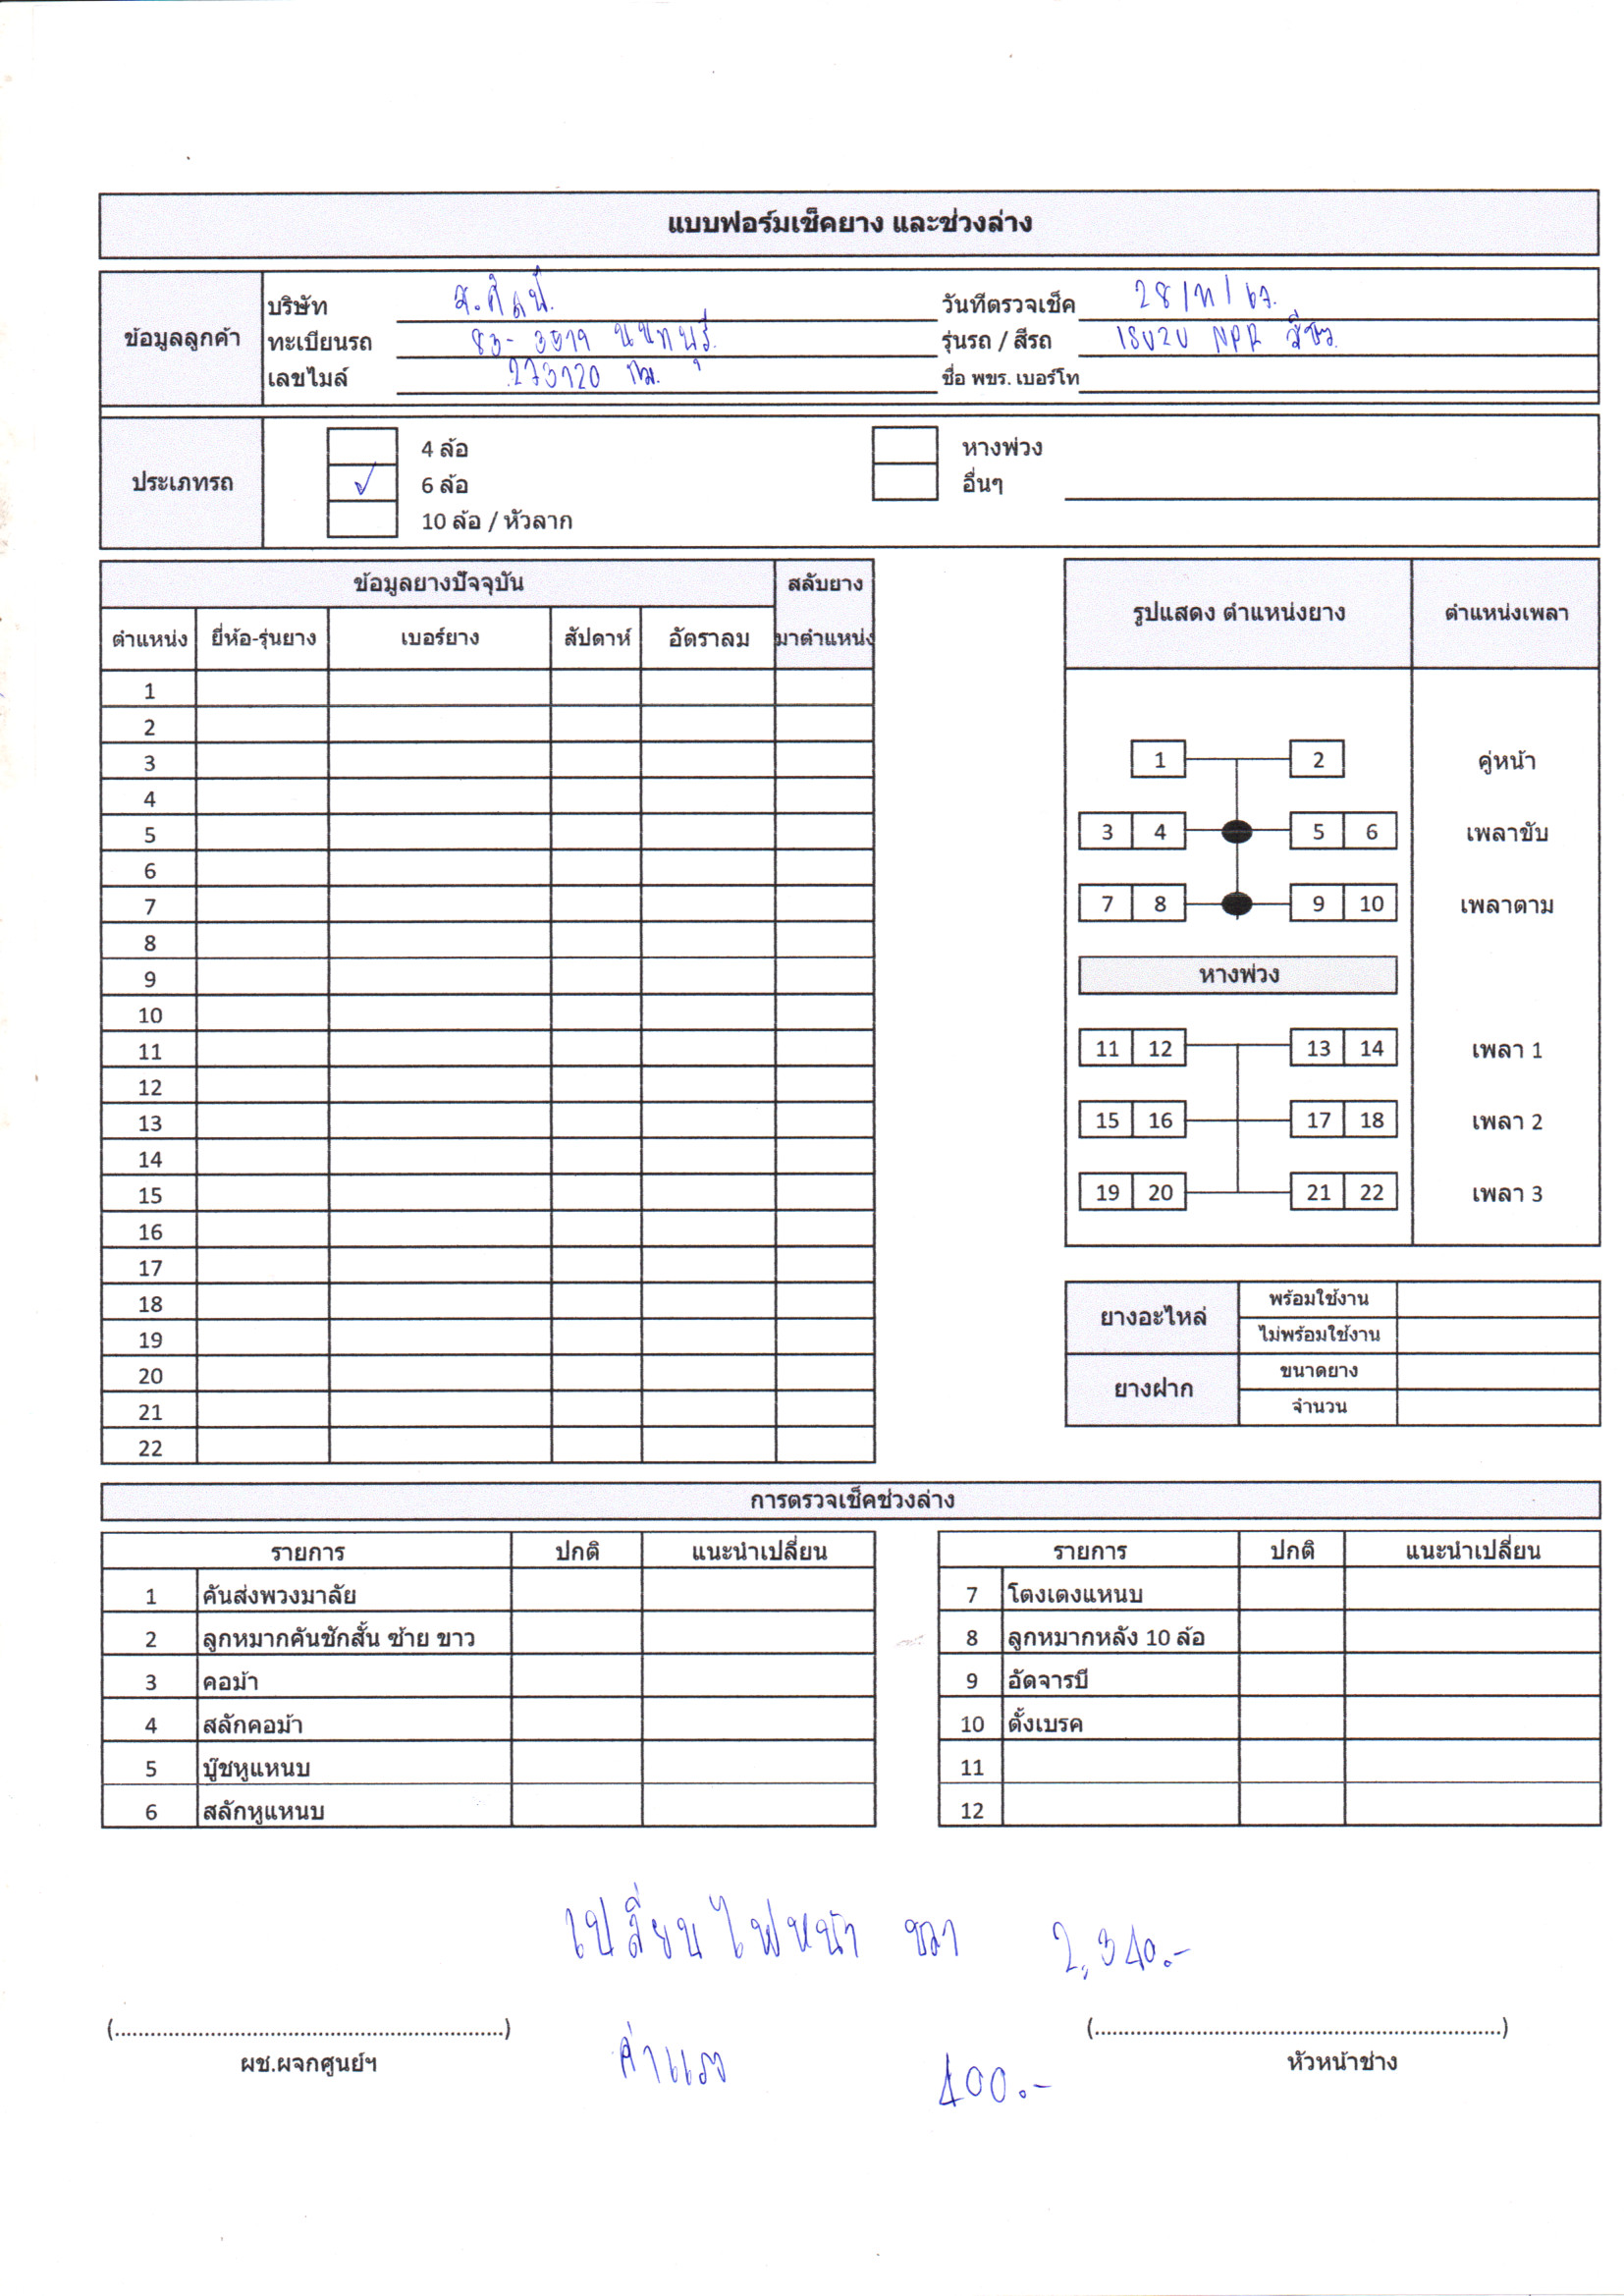 แบบฟอร์มเช็คยาง และช่วงล่าง
ข้อมูลลูกค้า
บริษัท
วันที่ตรวจเช็ค 28/11/67.
ทะเบียนรถ นนทบุรี
รุ่นรถ / สีรถ ISUZU NPR
เลขไมล์ 273120 กม.
ชื่อ พขร. เบอร์โท
ประเภทรถ
4 ล้อ หางพ่วง
✓ 6 ล้อ อื่นๆ
10 ล้อ / หัวลาก
ข้อมูลยางปัจจุบัน สลับยาง
ตำแหน่ง ยี่ห้อ-รุ่นยาง เบอร์ยาง สัปดาห์ อัตราลม มาตำแหน่ง
1
2
3
4
5
6
7
8
9
10
11
12
13
14
15
16
17
18
19
20
21
22
รูปแสดง ตำแหน่งยาง ตำแหน่งเพลา
1 2 คู่หน้า
3 4 5 6 เพลาขับ
7 8 9 10 เพลาตาม
หางพ่วง
11 12 13 14 เพลา 1
15 16 17 18 เพลา 2
19 20 21 22 เพลา 3
ยางอะไหล่ พร้อมใช้งาน
ไม่พร้อมใช้งาน
ยางฝาก ขนาดยาง
จำนวน
การตรวจเช็คช่วงล่าง
รายการ ปกติ แนะนำเปลี่ยน
1 คันส่งพวงมาลัย
2 ลูกหมากคันชักสั้น ซ้าย ขาว
3 คอม้า
4 สลักคอม้า
5 บู๊ชหูแหนบ
6 สลักหูแหนบ
รายการ ปกติ แนะนำเปลี่ยน
7 โตงเตงแหนบ
8 ลูกหมากหลัง 10 ล้อ
9 อัดจารบี
10 ตั้งเบรค
11
12
เปลี่ยนไฟหน้า ขวา 2,340.-
ค่าแรง 400.-
(..........) (..........)
ผช.ผจกศูนย์ฯ หัวหน้าช่าง